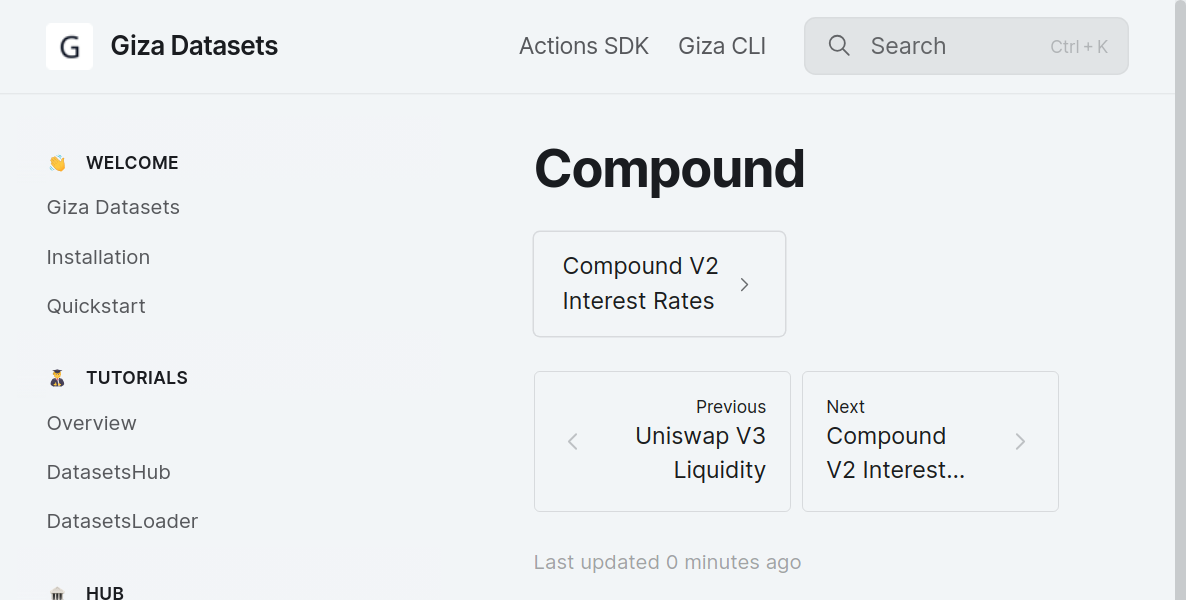 G Giza Datasets
Actions SDK
Giza CLI
Search
Ctrl + K
WELCOME
Giza Datasets
Installation
Quickstart
TUTORIALS
Overview
DatasetsHub
DatasetsLoader
HUB
Compound
Compound V2
Interest Rates
Previous
Uniswap V3
Liquidity
Next
Compound
V2 Interest...
Last updated 0 minutes ago